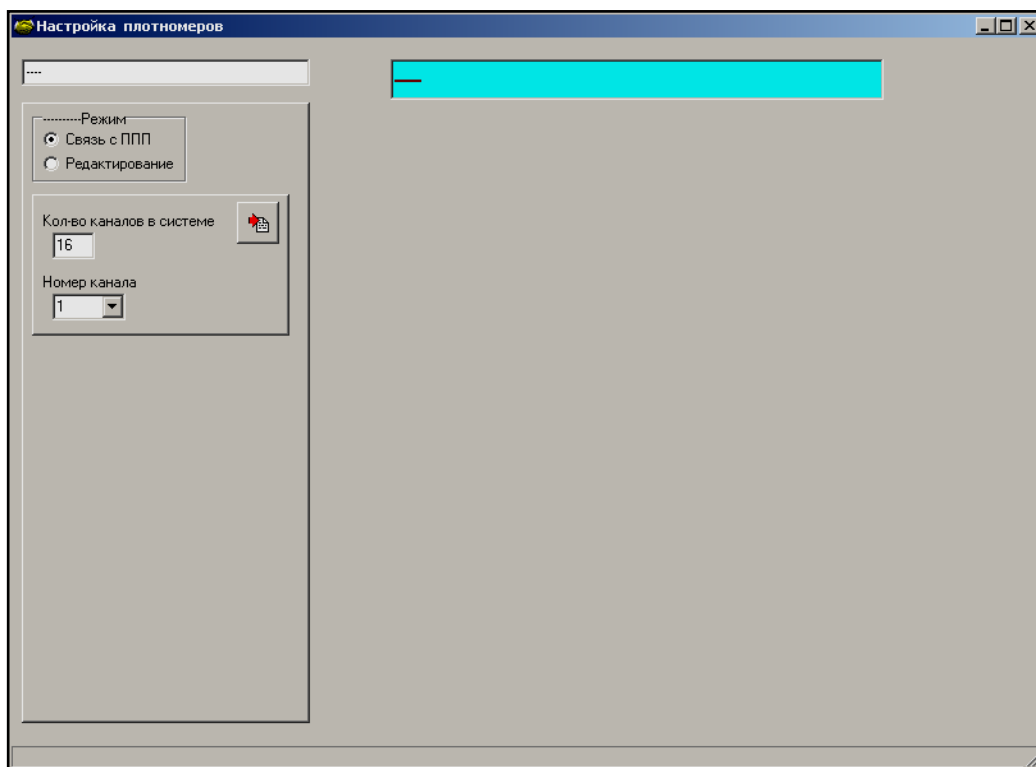 Настройка плотномеров
----
----
----------Режим
Связь с ППП
Редактирование
Кол-во каналов в системе
16
Номер канала
1